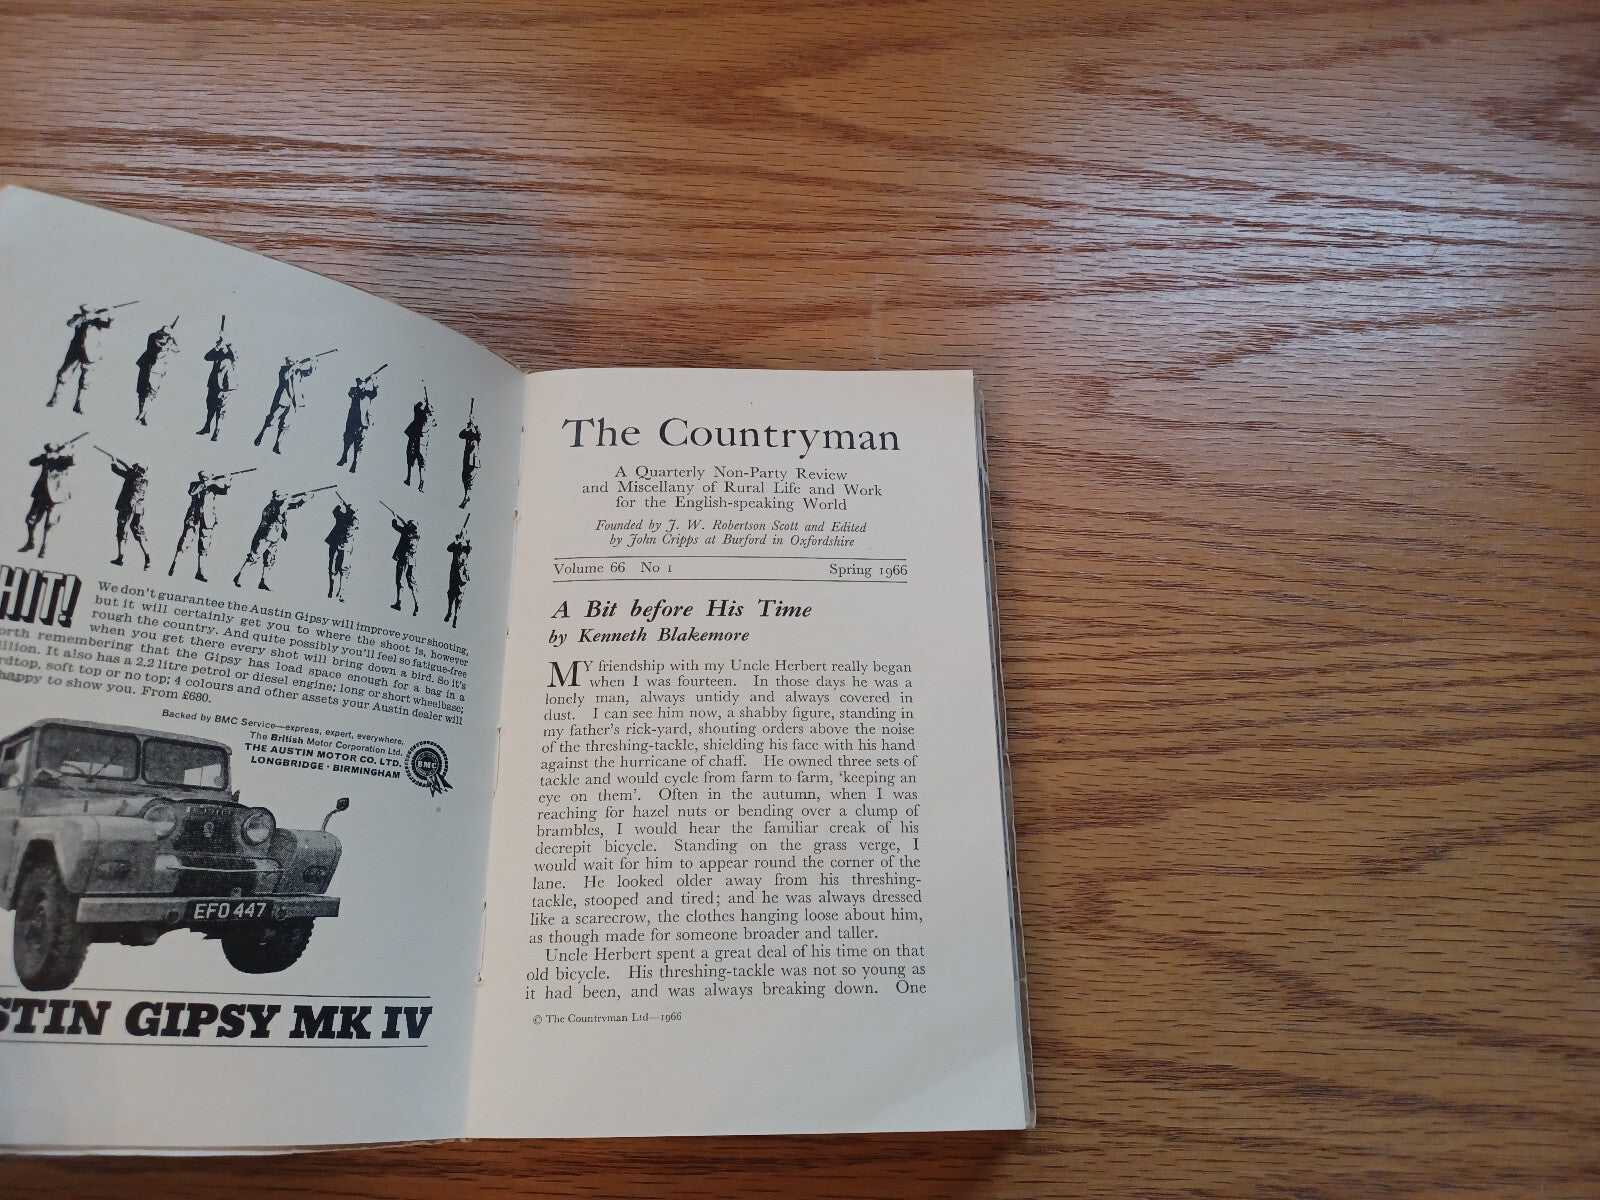 HIT!
We don't guarantee the Austin Gipsy will improve your shooting,
but it will certainly get you to where the shoot is, however
rough the country. And quite possibly you'll feel so fatigue-free
when you get there every shot will bring down a bird. So it's
orth remembering that the Gipsy has load space enough for a bag in a
illion. It also has a 2.2 litre petrol or diesel engine; long or short wheelbase;
rdtop, soft top or no top; 4 colours and other assets your Austin dealer will
happy to show you. From £680.
Backed by BMC Service—express, expert, everywhere.
The British Motor Corporation Ltd.
THE AUSTIN MOTOR CO. LTD.
LONGBRIDGE · BIRMINGHAM
BMC
EFO 447
STIN GIPSY MK IV
The Countryman
A Quarterly Non-Party Review
and Miscellany of Rural Life and Work
for the English-speaking World
Founded by J. W. Robertson Scott and Edited
by John Cripps at Burford in Oxfordshire
Volume 66 No 1 Spring 1966
A Bit before His Time
by Kenneth Blakemore
MY friendship with my Uncle Herbert really began
when I was fourteen. In those days he was a
lonely man, always untidy and always covered in
dust. I can see him now, a shabby figure, standing in
my father's rick-yard, shouting orders above the noise
of the threshing-tackle, shielding his face with his hand
against the hurricane of chaff. He owned three sets of
tackle and would cycle from farm to farm, 'keeping an
eye on them'. Often in the autumn, when I was
reaching for hazel nuts or bending over a clump of
brambles, I would hear the familiar creak of his
decrepit bicycle. Standing on the grass verge, I
would wait for him to appear round the corner of the
lane. He looked older away from his threshing-
tackle, stooped and tired; and he was always dressed
like a scarecrow, the clothes hanging loose about him,
as though made for someone broader and taller.
Uncle Herbert spent a great deal of his time on that
old bicycle. His threshing-tackle was not so young as
it had been, and was always breaking down. One
© The Countryman Ltd—1966